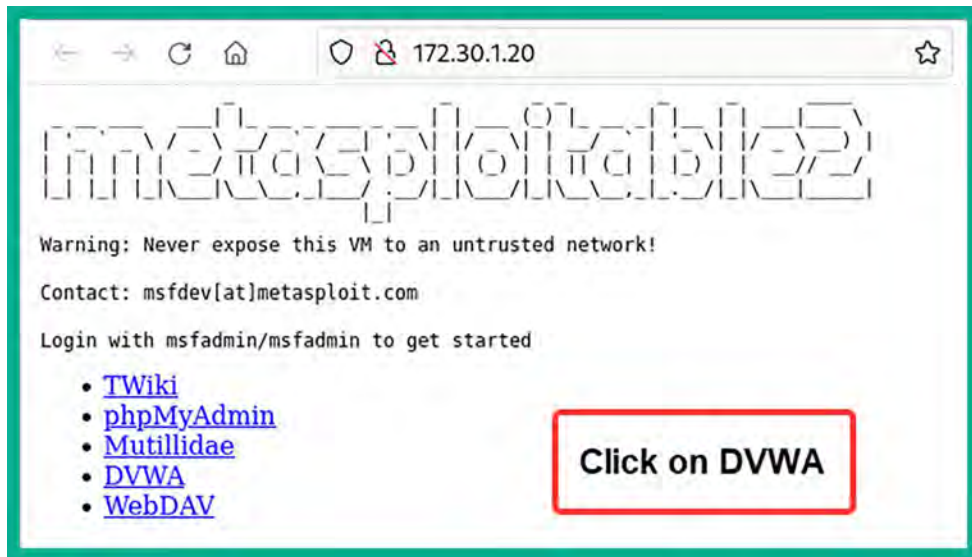 172.30.1.20
metasploitable2
Warning: Never expose this VM to an untrusted network!
Contact: msfdev[at]metasploit.com
Login with msfadmin/msfadmin to get started
TWiki
phpMyAdmin
Mutillidae
DVWA
WebDAV
Click on DVWA